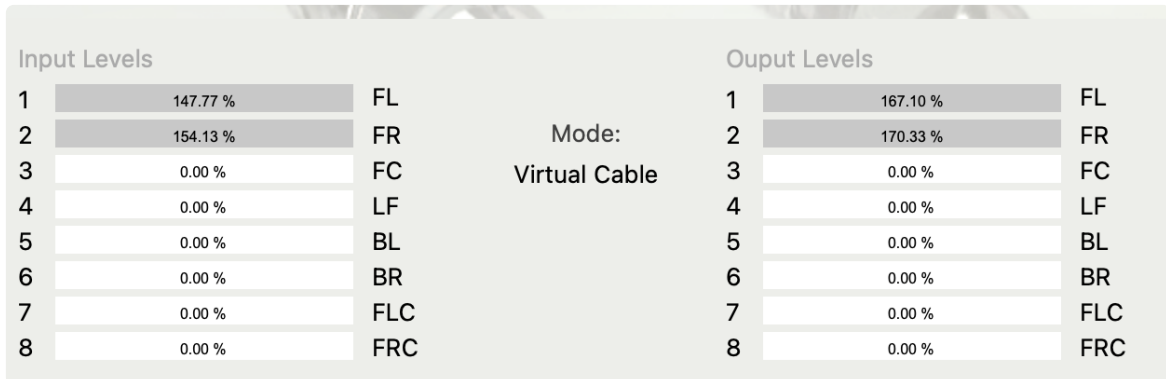 Input Levels
1 147.77 % FL
2 154.13 % FR
3 0.00 % FC
4 0.00 % LF
5 0.00 % BL
6 0.00 % BR
7 0.00 % FLC
8 0.00 % FRC
Mode:
Virtual Cable
Ouput Levels
1 167.10 % FL
2 170.33 % FR
3 0.00 % FC
4 0.00 % LF
5 0.00 % BL
6 0.00 % BR
7 0.00 % FLC
8 0.00 % FRC